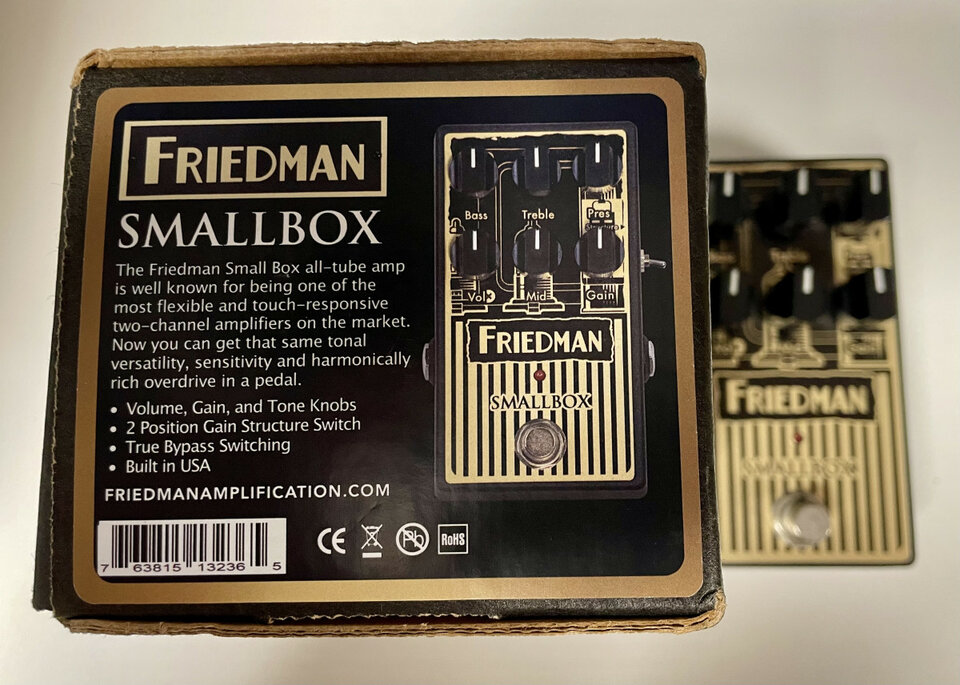 FRIEDMAN
SMALLBOX
The Friedman Small Box all-tube amp
is well known for being one of the
most flexible and touch-responsive
two-channel amplifiers on the market.
Now you can get that same tonal
versatility, sensitivity and harmonically
rich overdrive in a pedal.
• Volume, Gain, and Tone Knobs
• 2 Position Gain Structure Switch
• True Bypass Switching
• Built in USA
FRIEDMANAMPLIFICATION.COM
7 63815 13236 5
CE Pb RoHS
Bass Treble Pres
Structure
Vol Mid Gain
FRIEDMAN
SMALLBOX
FRIEDMAN
SMALLBOX